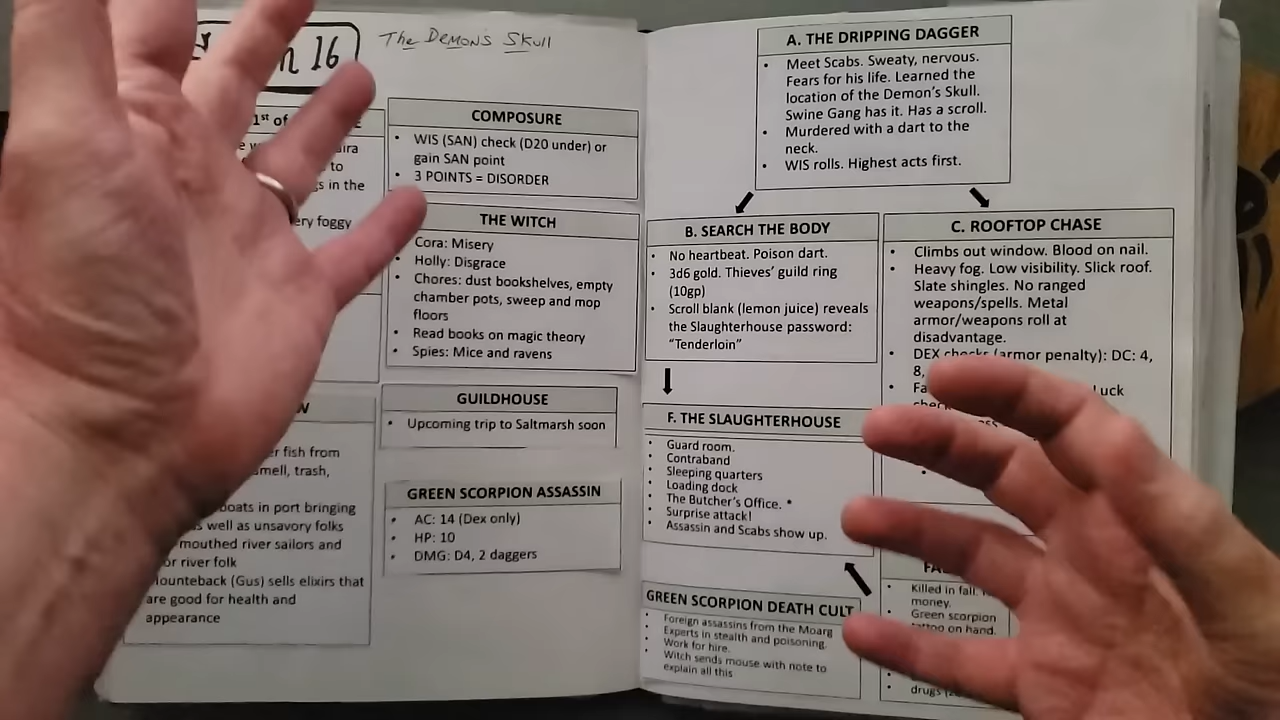 16
The Demon's Skull
1st of
to
in the
foggy
fish from
trash,
in port bringing
well as unsavory folks
mouthed river sailors and
river folk
(Gus) sells elixirs that
are good for health and
appearance
COMPOSURE
• WIS (SAN) check (D20 under) or
gain SAN point
• 3 POINTS = DISORDER
THE WITCH
Cora: Misery
• Holly: Disgrace
• Chores: dust bookshelves, empty
chamber pots, sweep and mop
floors
• Read books on magic theory
• Spies: Mice and ravens
GUILDHOUSE
• Upcoming trip to Saltmarsh soon
GREEN SCORPION ASSASSIN
• AC: 14 (Dex only)
• HP: 10
• DMG: D4, 2 daggers
A. THE DRIPPING DAGGER
• Meet Scabs. Sweaty, nervous.
Fears for his life. Learned the
location of the Demon's Skull.
Swine Gang has it. Has a scroll.
• Murdered with a dart to the
neck.
• WIS rolls. Highest acts first.
B. SEARCH THE BODY
• No heartbeat. Poison dart.
• 3d6 gold. Thieves' guild ring
(10gp)
• Scroll blank (lemon juice) reveals
the Slaughterhouse password:
"Tenderloin"
C. ROOFTOP CHASE
• Climbs out window. Blood on nail.
• Heavy fog. Low visibility. Slick roof.
Slate shingles. No ranged
weapons/spells. Metal
armor/weapons roll at
disadvantage.
• DEX checks (armor penalty): DC: 4,
8,
F. THE SLAUGHTERHOUSE
• Guard room.
• Contraband
• Sleeping quarters
• Loading dock
• The Butcher's Office. *
• Surprise attack!
• Assassin and Scabs show up.
GREEN SCORPION DEATH CULT
• Foreign assassins from the Moarg
• Experts in stealth and poisoning.
• Work for hire.
• Witch sends mouse with note to
explain all this
• Killed in fall.
money.
• Green scorpion
tattoo on hand.
• drugs